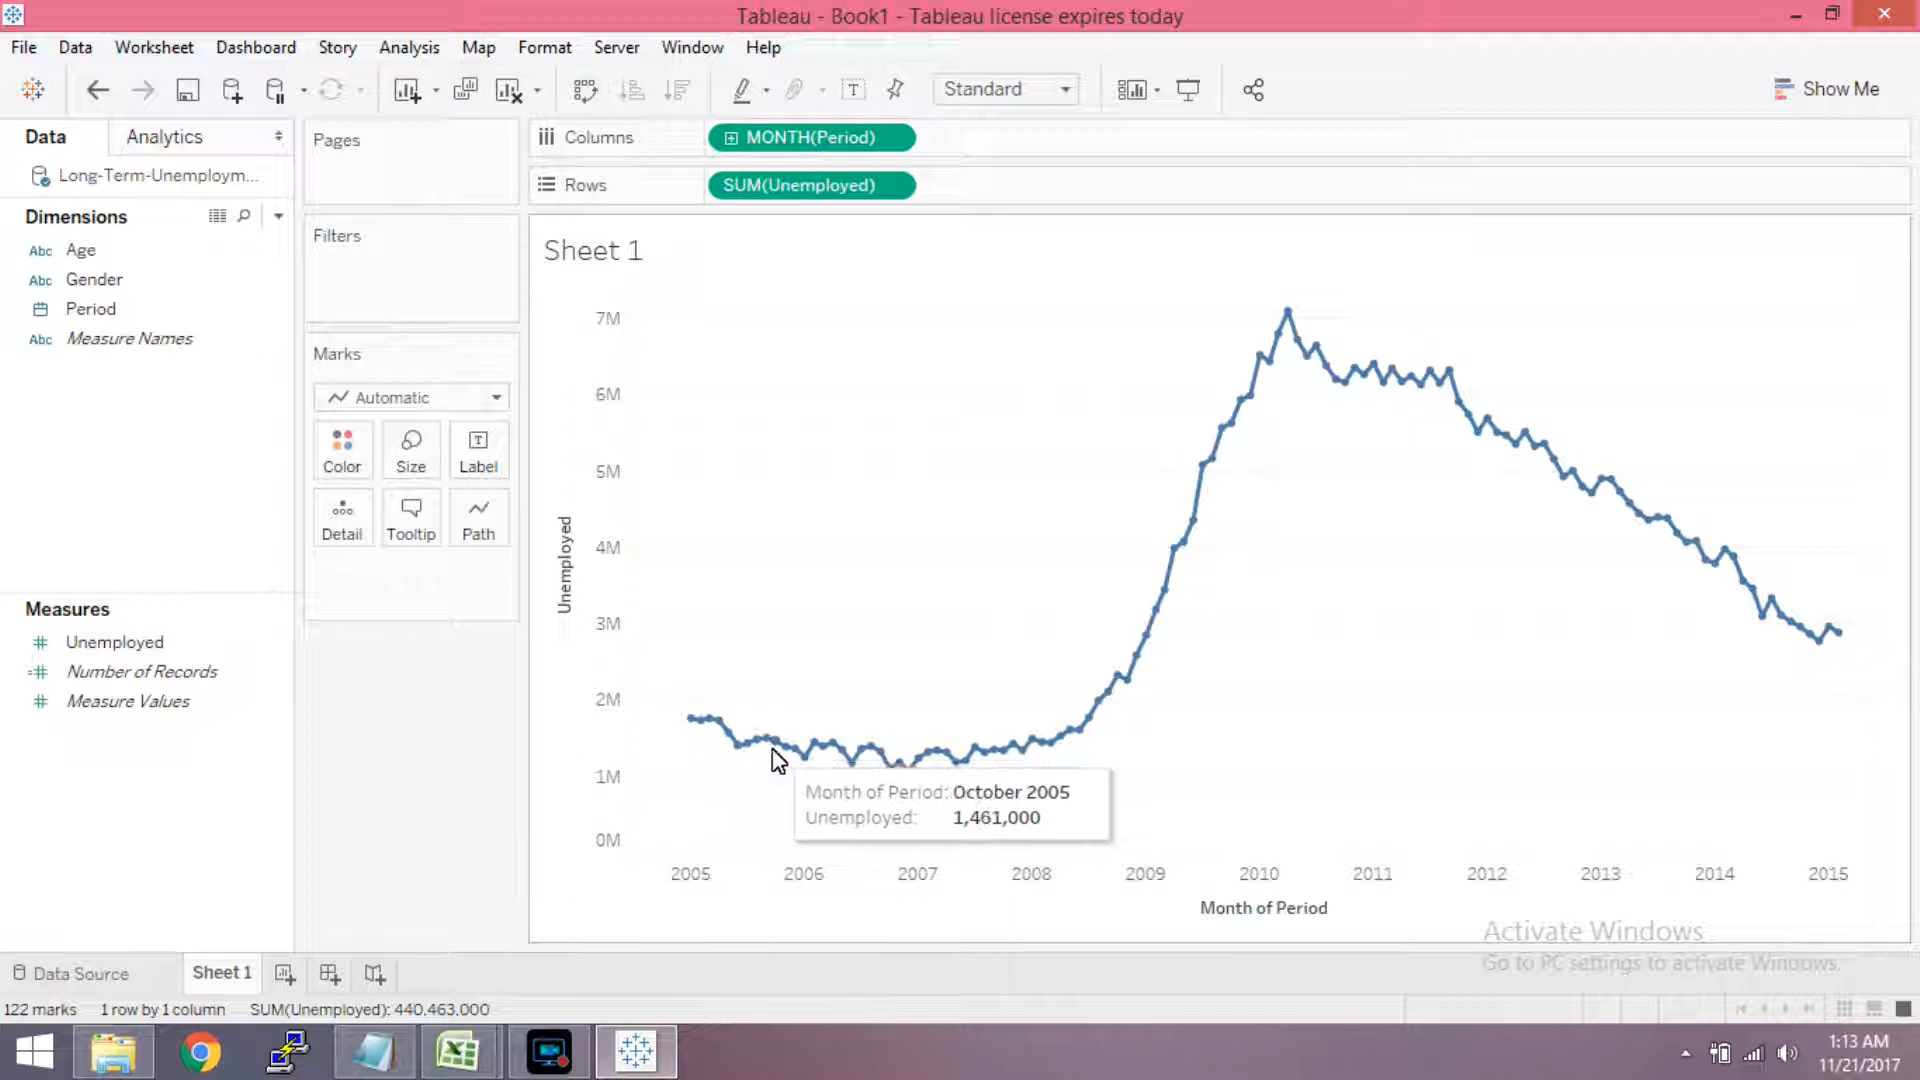 Tableau - Book1 - Tableau license expires today
File Data Worksheet Dashboard Story Analysis Map Format Server Window Help
Standard
Show Me
Data Analytics
Pages
Columns MONTH(Period)
Long-Term-Unemploym...
Rows SUM(Unemployed)
Dimensions
Filters
Abc Age
Abc Gender
Period
Abc Measure Names
Sheet 1
Marks
Automatic
Color Size Label
Detail Tooltip Path
Measures
Unemployed
Number of Records
Measure Values
7M
6M
5M
4M
3M
2M
1M
0M
Unemployed
Month of Period: October 2005
Unemployed: 1,461,000
2005 2006 2007 2008 2009 2010 2011 2012 2013 2014 2015
Month of Period
Activate Windows
Go to PC settings to activate Windows.
Data Source Sheet 1
122 marks 1 row by 1 column SUM(Unemployed): 440,463,000
1:13 AM
11/21/2017